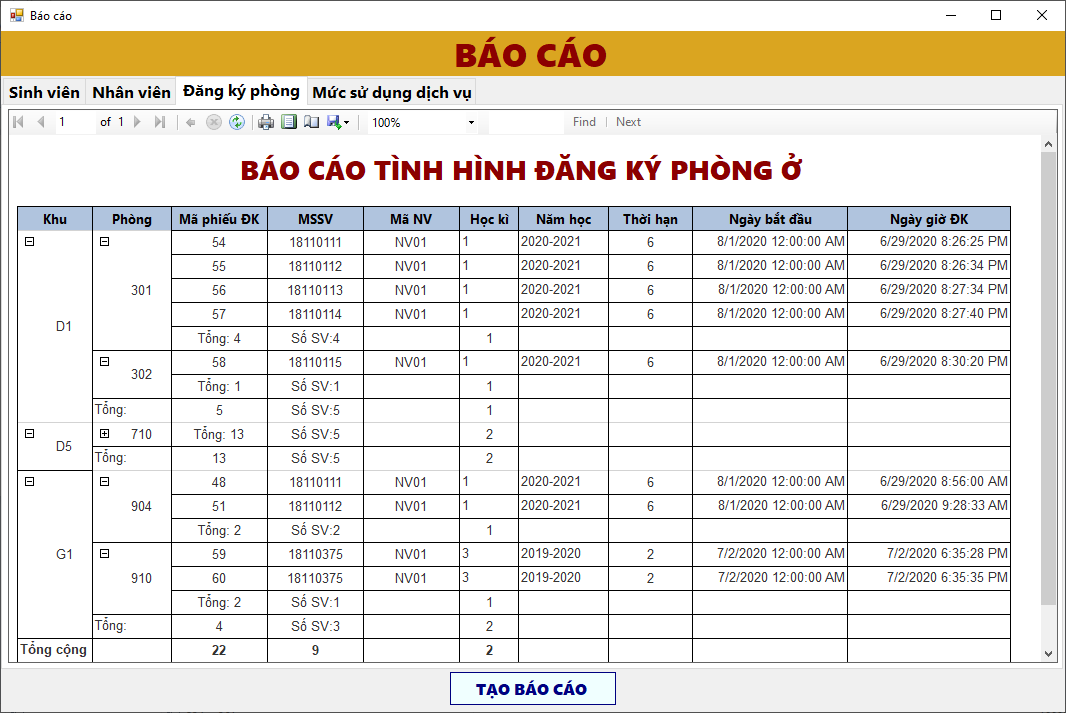 Báo cáo
BÁO CÁO
Sinh viên Nhân viên Đăng ký phòng Mức sử dụng dịch vụ
1 of 1 100% Find | Next
BÁO CÁO TÌNH HÌNH ĐĂNG KÝ PHÒNG Ở
Khu Phòng Mã phiếu ĐK MSSV Mã NV Học kì Năm học Thời hạn Ngày bắt đầu Ngày giờ ĐK
54 18110111 NV01 1 2020-2021 6 8/1/2020 12:00:00 AM 6/29/2020 8:26:25 PM
55 18110112 NV01 1 2020-2021 6 8/1/2020 12:00:00 AM 6/29/2020 8:26:34 PM
301 56 18110113 NV01 1 2020-2021 6 8/1/2020 12:00:00 AM 6/29/2020 8:27:34 PM
57 18110114 NV01 1 2020-2021 6 8/1/2020 12:00:00 AM 6/29/2020 8:27:40 PM
D1 Tổng: 4 Số SV:4 1
302 58 18110115 NV01 1 2020-2021 6 8/1/2020 12:00:00 AM 6/29/2020 8:30:20 PM
Tổng: 1 Số SV:1 1
Tổng: 5 Số SV:5 1
D5 710 Tổng: 13 Số SV:5 2
Tổng: 13 Số SV:5 2
48 18110111 NV01 1 2020-2021 6 8/1/2020 12:00:00 AM 6/29/2020 8:56:00 AM
904 51 18110112 NV01 1 2020-2021 6 8/1/2020 12:00:00 AM 6/29/2020 9:28:33 AM
Tổng: 2 Số SV:2 1
G1 59 18110375 NV01 3 2019-2020 2 7/2/2020 12:00:00 AM 7/2/2020 6:35:28 PM
910 60 18110375 NV01 3 2019-2020 2 7/2/2020 12:00:00 AM 7/2/2020 6:35:35 PM
Tổng: 2 Số SV:1 1
Tổng: 4 Số SV:3 2
Tổng cộng 22 9 2
TẠO BÁO CÁO